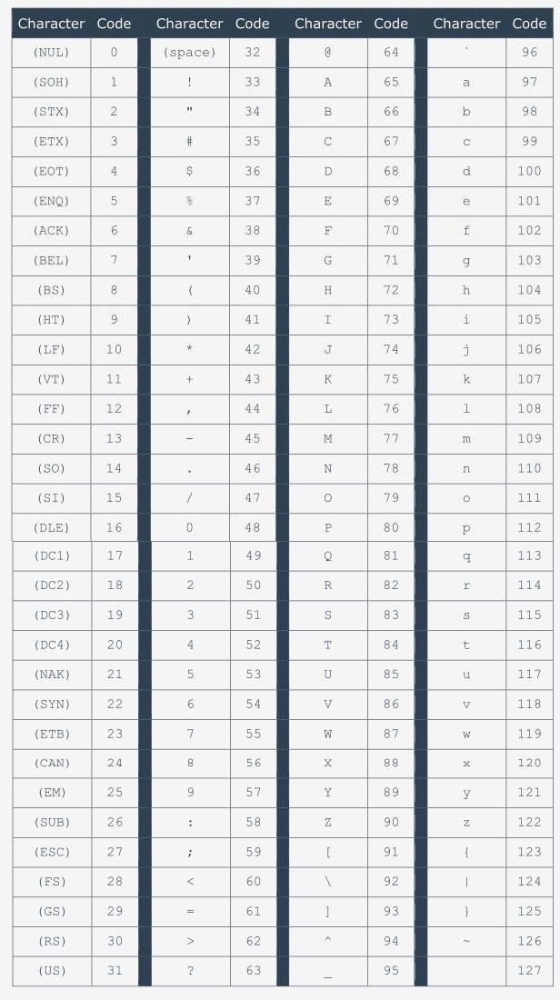 Character Code Character Code Character Code Character Code
(NUL) 0 (space) 32 @ 64 ` 96
(SOH) 1 ! 33 A 65 a 97
(STX) 2 " 34 B 66 b 98
(ETX) 3 # 35 C 67 c 99
(EOT) 4 $ 36 D 68 d 100
(ENQ) 5 % 37 E 69 e 101
(ACK) 6 & 38 F 70 f 102
(BEL) 7 ' 39 G 71 g 103
(BS) 8 ( 40 H 72 h 104
(HT) 9 ) 41 I 73 i 105
(LF) 10 * 42 J 74 j 106
(VT) 11 + 43 K 75 k 107
(FF) 12 , 44 L 76 l 108
(CR) 13 - 45 M 77 m 109
(SO) 14 . 46 N 78 n 110
(SI) 15 / 47 O 79 o 111
(DLE) 16 0 48 P 80 p 112
(DC1) 17 1 49 Q 81 q 113
(DC2) 18 2 50 R 82 r 114
(DC3) 19 3 51 S 83 s 115
(DC4) 20 4 52 T 84 t 116
(NAK) 21 5 53 U 85 u 117
(SYN) 22 6 54 V 86 v 118
(ETB) 23 7 55 W 87 w 119
(CAN) 24 8 56 X 88 x 120
(EM) 25 9 57 Y 89 y 121
(SUB) 26 : 58 Z 90 z 122
(ESC) 27 ; 59 [ 91 { 123
(FS) 28 < 60 \ 92 | 124
(GS) 29 = 61 ] 93 } 125
(RS) 30 > 62 ^ 94 ~ 126
(US) 31 ? 63 _ 95 127